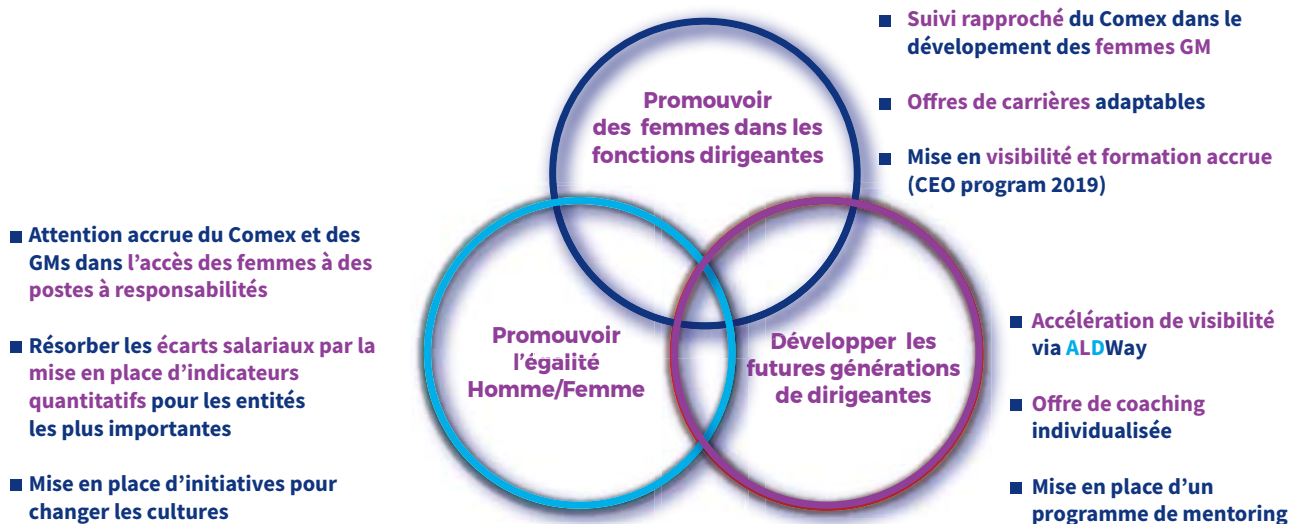 ■ Suivi rapproché du Comex dans le
dévelopement des femmes GM
■ Offres de carrières adaptables
■ Mise en visibilité et formation accrue
(CEO program 2019)
Promouvoir
des femmes dans les
fonctions dirigeantes
■ Attention accrue du Comex et des
GMs dans l'accès des femmes à des
postes à responsabilités
■ Résorber les écarts salariaux par la
mise en place d'indicateurs
quantitatifs pour les entités
les plus importantes
■ Mise en place d'initiatives pour
changer les cultures
Promouvoir
l'égalité
Homme/Femme
Développer les
futures générations
de dirigeantes
■ Accélération de visibilité
via ALDWay
■ Offre de coaching
individualisée
■ Mise en place d'un
programme de mentoring